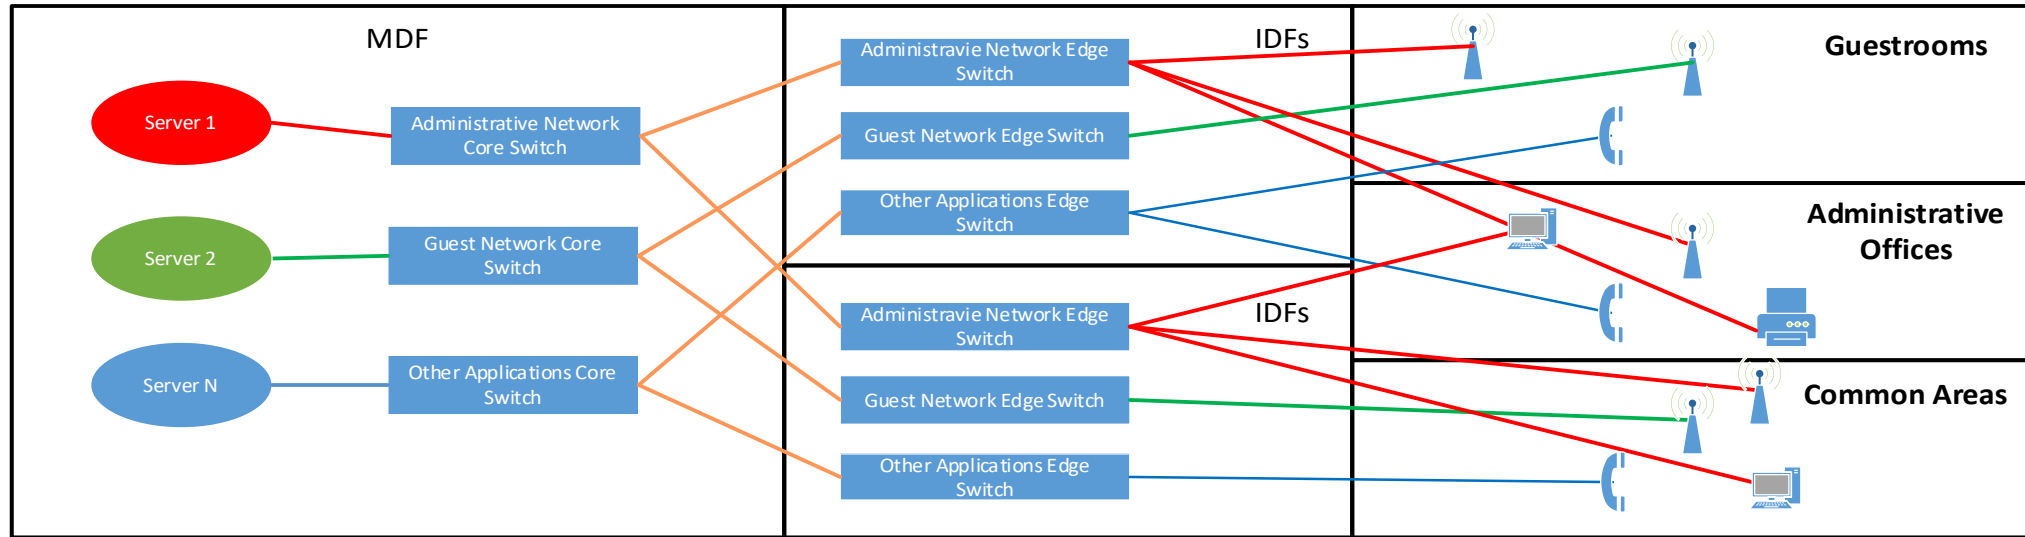 MDF
Server 1
Administrative Network
Core Switch
Server 2
Guest Network Core
Switch
Server N
Other Applications Core
Switch
IDFs
Administravie Network Edge
Switch
Guest Network Edge Switch
Other Applications Edge
Switch
IDFs
Administravie Network Edge
Switch
Guest Network Edge Switch
Other Applications Edge
Switch
Guestrooms
Administrative
Offices
Common Areas